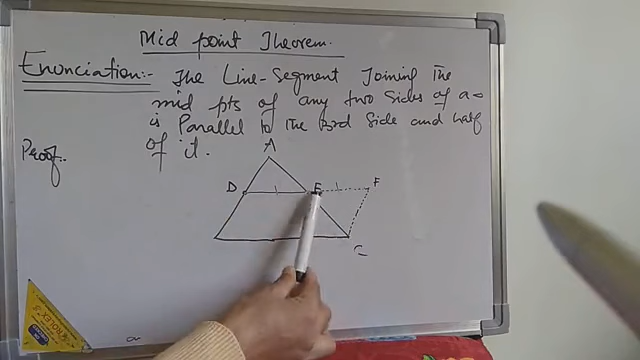 Mid point Theorem.
Enunciation:- The Line-Segment Joining The
mid pts of any two Sides of a
is Parallel to The 3rd Side and half
of it.
Proof:-
A
D E F
C
ROLEX'S